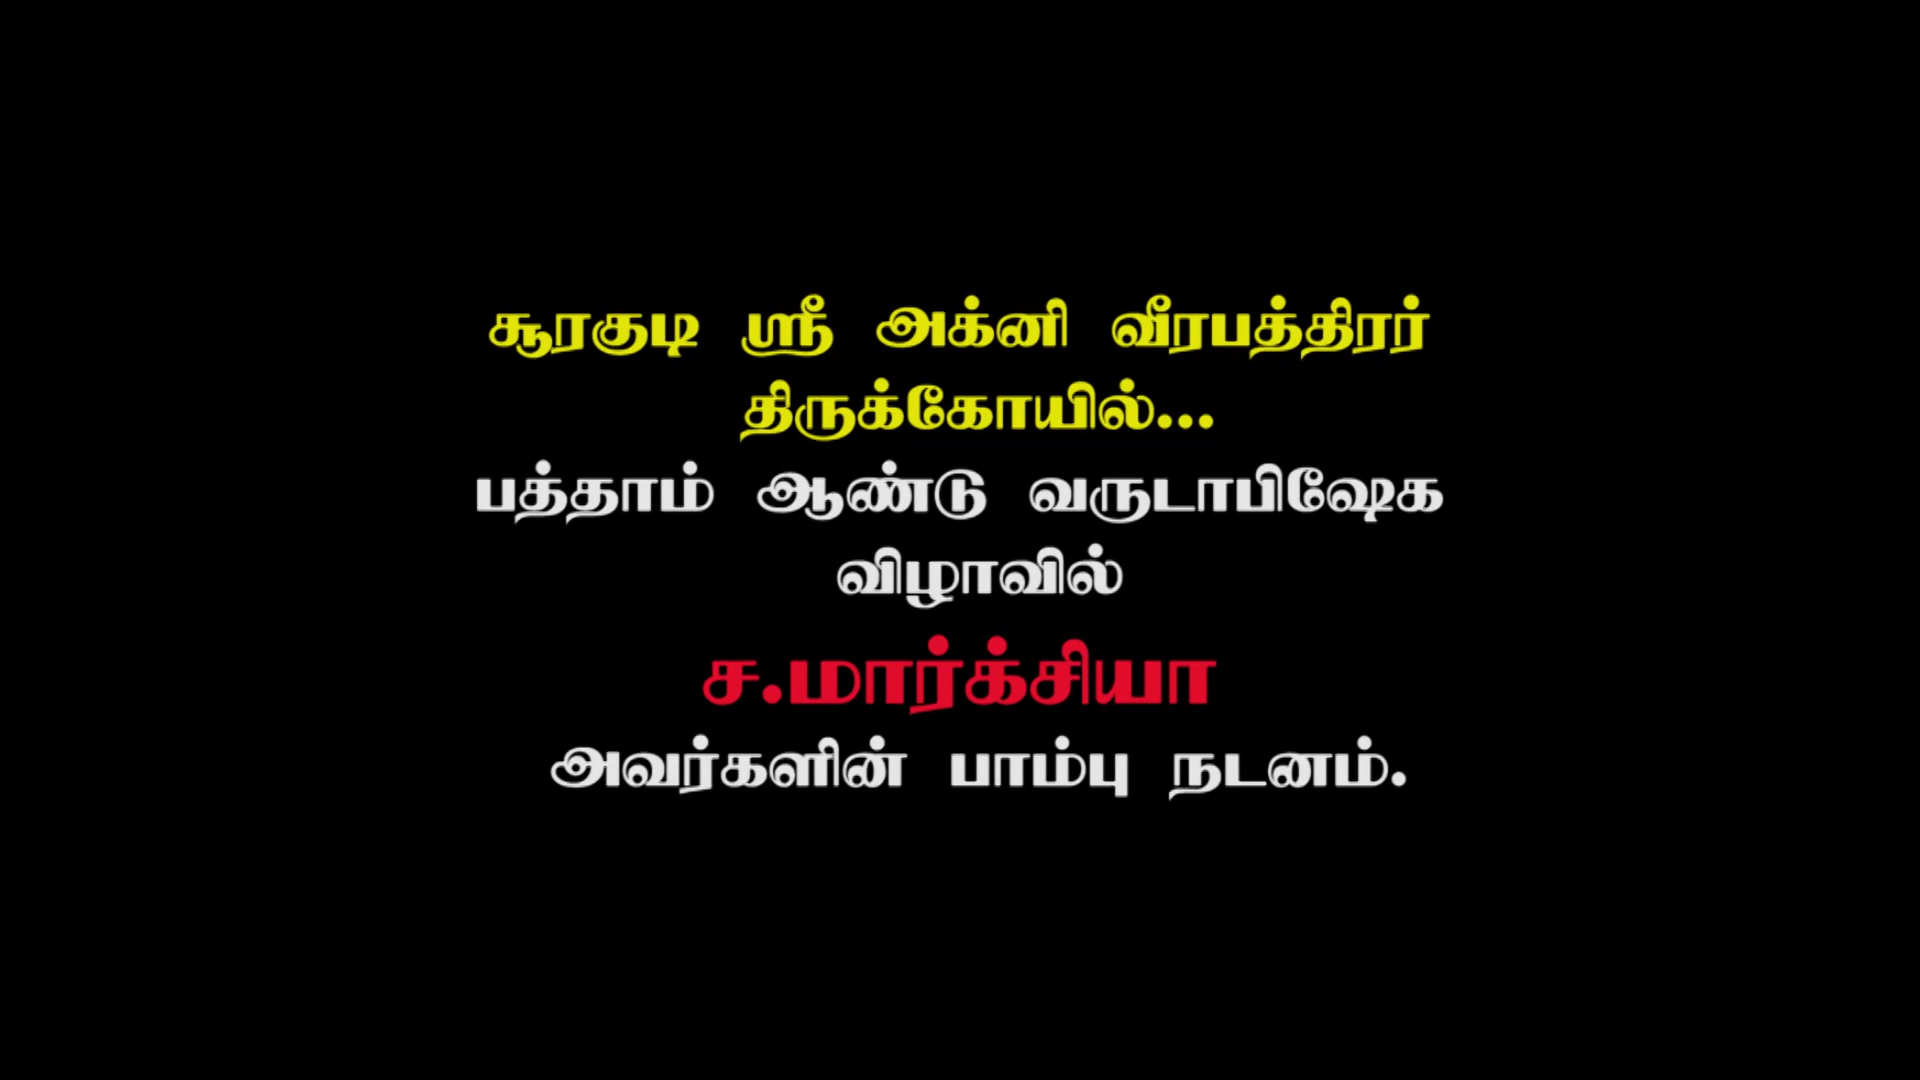 சூரகுடி ஸ்ரீ அக்னி வீரபத்திரர்
திருக்கோயில்...
பத்தாம் ஆண்டு வருடாபிஷேக
விழாவில்
ச.மார்க்சியா
அவர்களின் பாம்பு நடனம்.